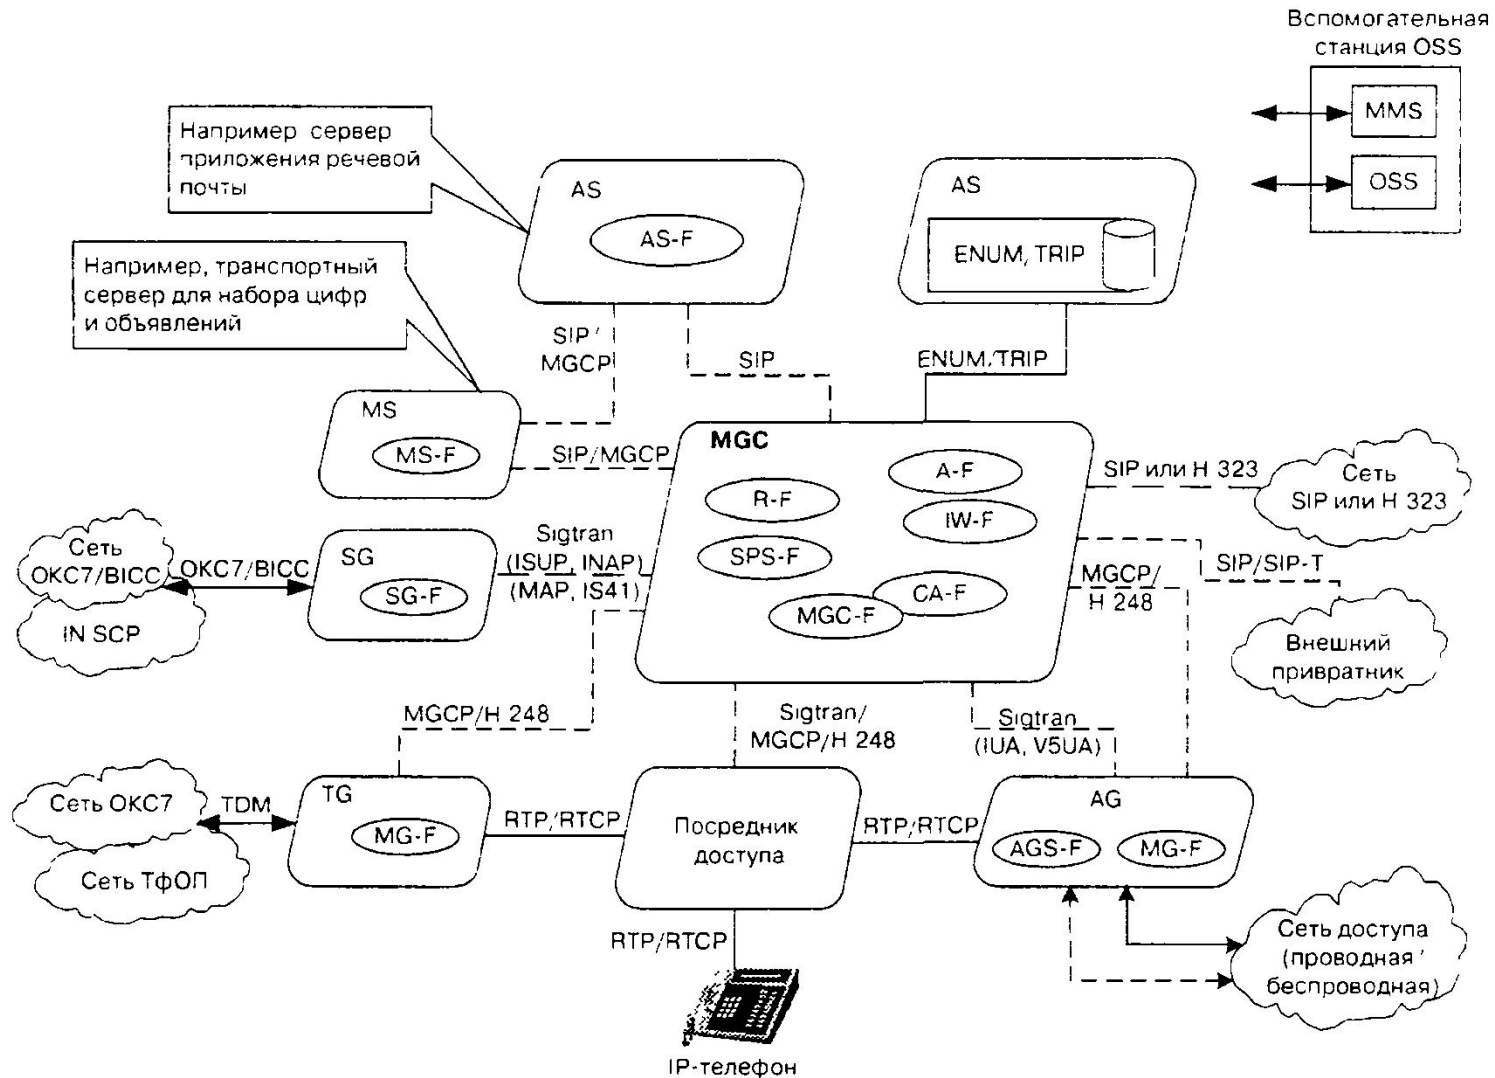 Вспомогательная
станция OSS
MMS
OSS
Например сервер
приложения речевой
почты
AS
AS-F
AS
ENUM, TRIP
Например, транспортный
сервер для набора цифр
и объявлений
SIP/
MGCP
SIP
ENUM/TRIP
MS
MS-F
SIP/MGCP
MGC
A-F
R-F
IW-F
SPS-F
CA-F
MGC-F
SIP или H 323
Сеть
SIP или H 323
Сеть
ОКС7/BICC
IN SCP
ОКС7/BICC
SG
SG-F
Sigtran
(ISUP, INAP)
(MAP, IS41)
MGCP/
H 248
SIP/SIP-T
Внешний
привратник
MGCP/H 248
Sigtran/
MGCP/H 248
Sigtran
(IUA, V5UA)
Сеть ОКС7
Сеть ТфОП
TDM
TG
MG-F
RTP/RTCP
Посредник
доступа
RTP/RTCP
AG
AGS-F
MG-F
RTP/RTCP
Сеть доступа
(проводная/
беспроводная)
IP-телефон